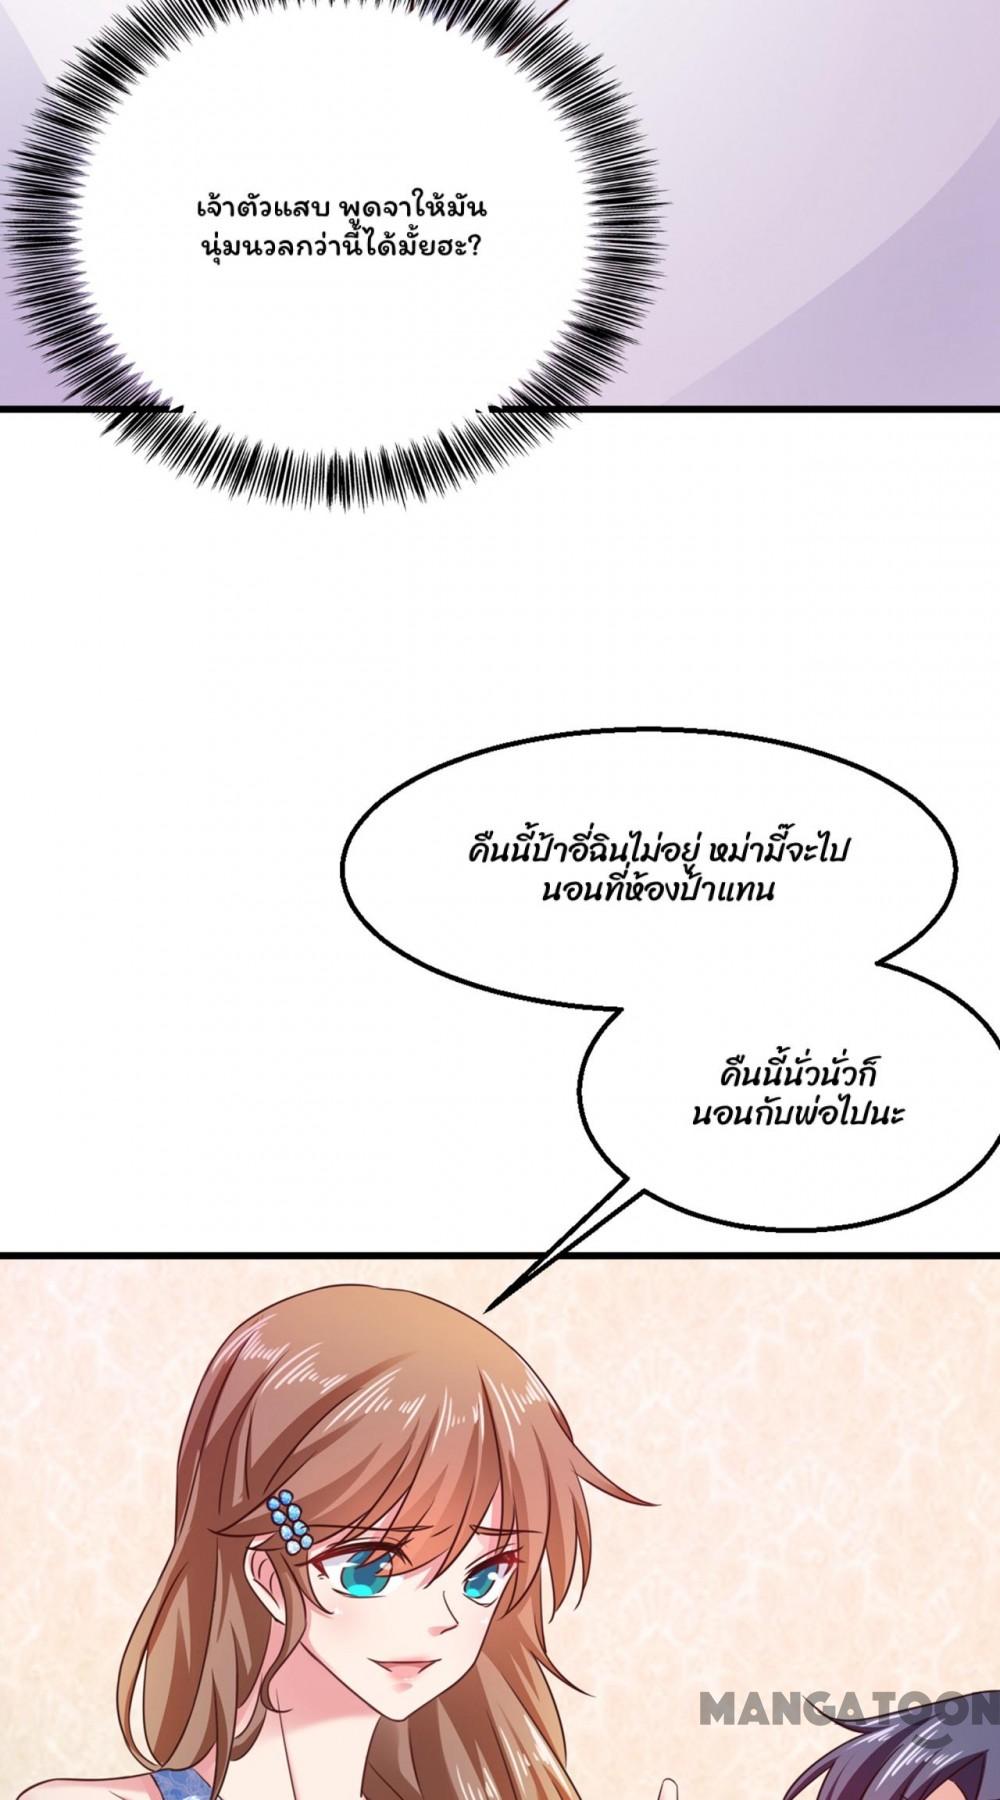 เจ้าตัวแสบ พูดจาให้มัน
นุ่มนวลกว่านี้ได้มั้ยฮะ?
คืนนี้ป้าอี่ฉินไม่อยู่ หม่ามี๊จะไป
นอนที่ห้องป้าแทน
คืนนี้นั่วนั่วก็
นอนกับพ่อไปนะ
MANGATOON